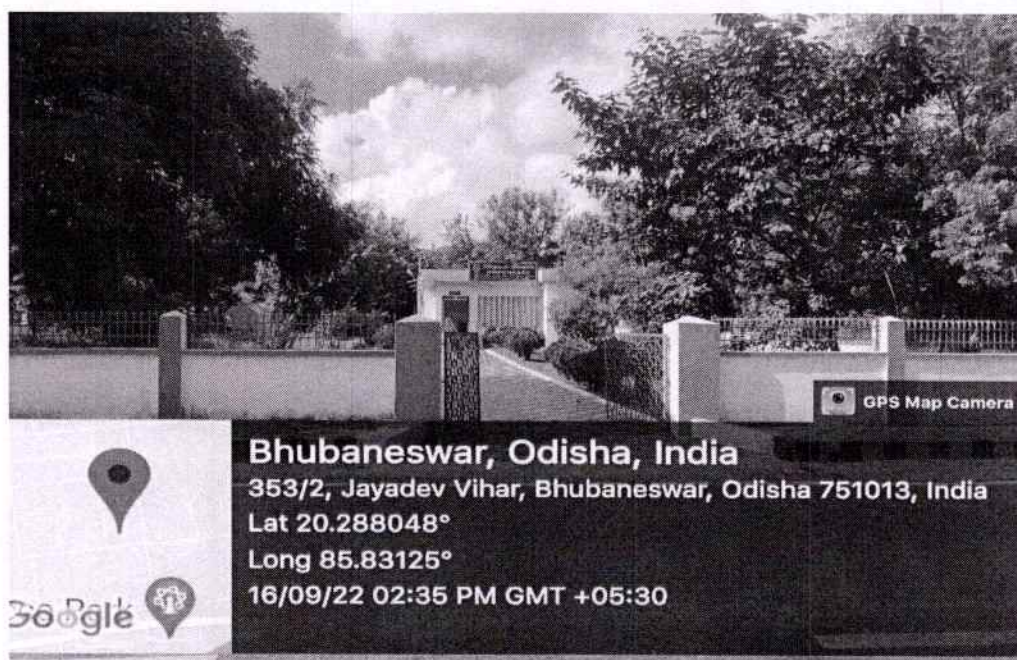 GPS Map Camera
Bhubaneswar, Odisha, India
353/2, Jayadev Vihar, Bhubaneswar, Odisha 751013, India
Lat 20.288048°
Long 85.83125°
16/09/22 02:35 PM GMT +05:30
Google